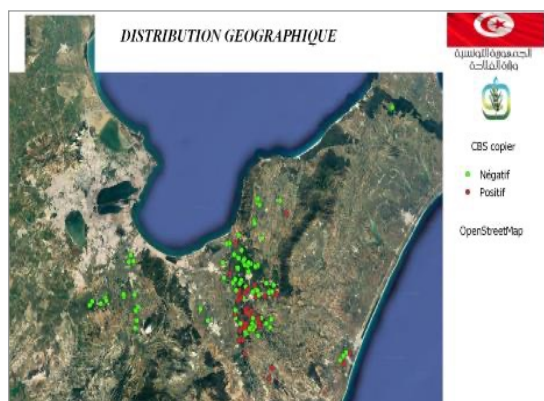 DISTRIBUTION GEOGRAPHIQUE
الجمهورية التونسية
وزارة الفلاحة
CBS copier
Négatif
Positif
OpenStreetMap